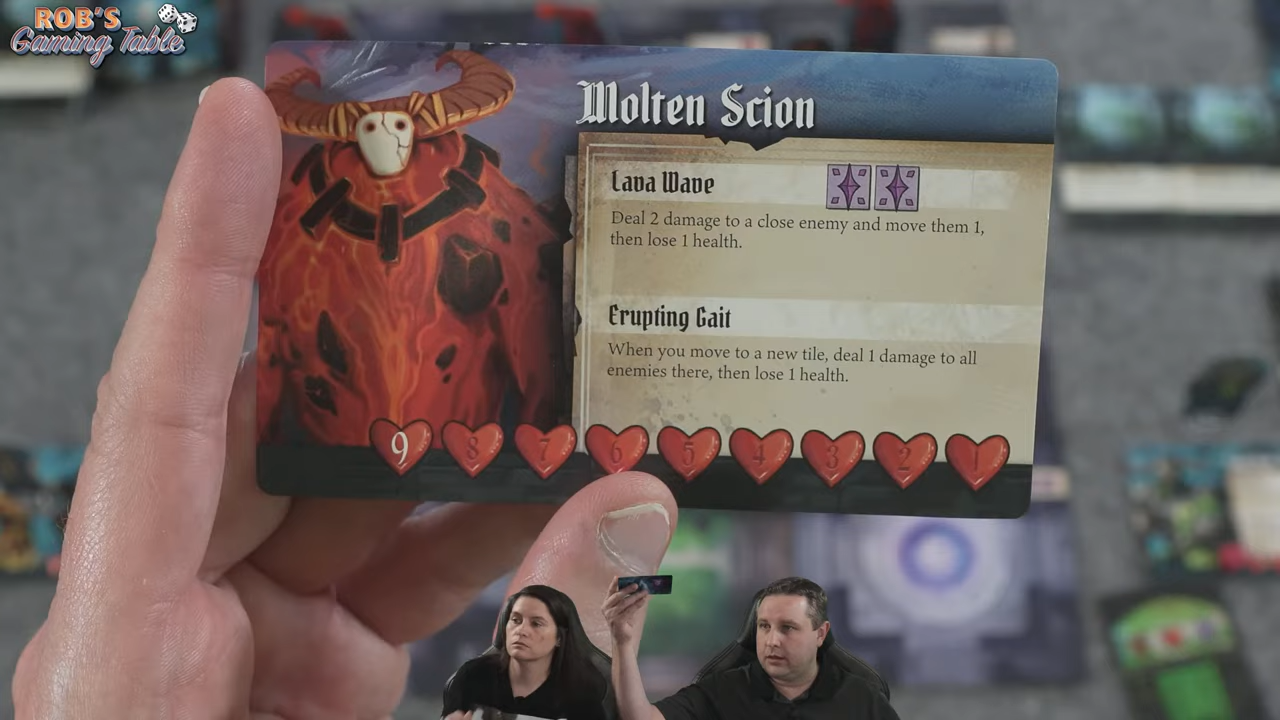 ROB'S
Gaming Table
Molten Scion
Lava Wave
Deal 2 damage to a close enemy and move them 1,
then lose 1 health.
Erupting Gait
When you move to a new tile, deal 1 damage to all
enemies there, then lose 1 health.
9 8 7 6 5 4 3 2 1